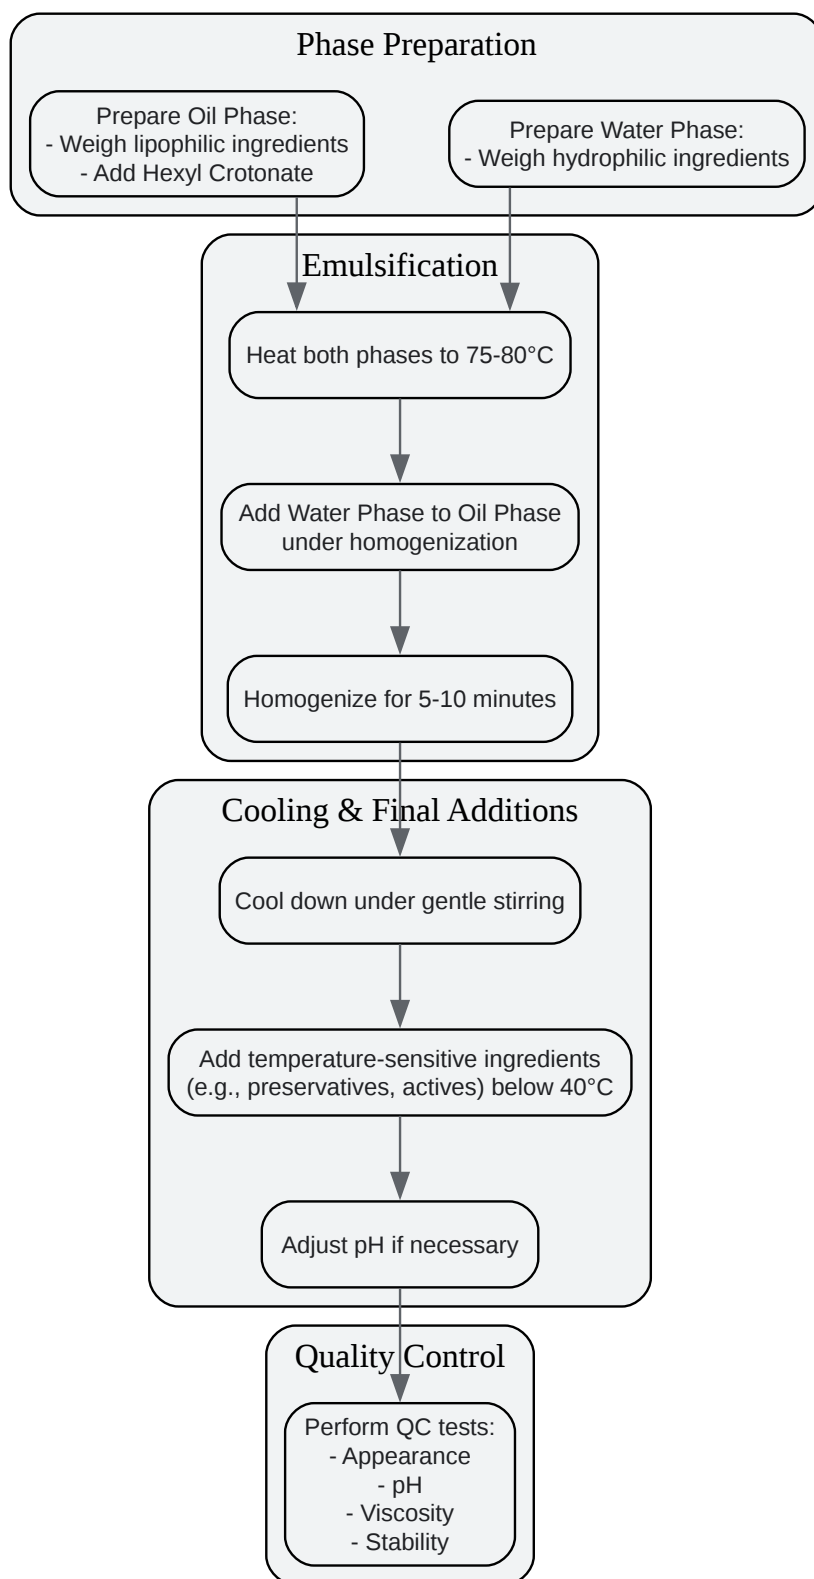 Phase Preparation
Prepare Oil Phase:
- Weigh lipophilic ingredients
- Add Hexyl Crotonate
Prepare Water Phase:
- Weigh hydrophilic ingredients
Emulsification
Heat both phases to 75-80°C
Add Water Phase to Oil Phase
under homogenization
Homogenize for 5-10 minutes
Cooling & Final Additions
Cool down under gentle stirring
Add temperature-sensitive ingredients
(e.g., preservatives, actives) below 40°C
Adjust pH if necessary
Quality Control
Perform QC tests:
- Appearance
- pH
- Viscosity
- Stability